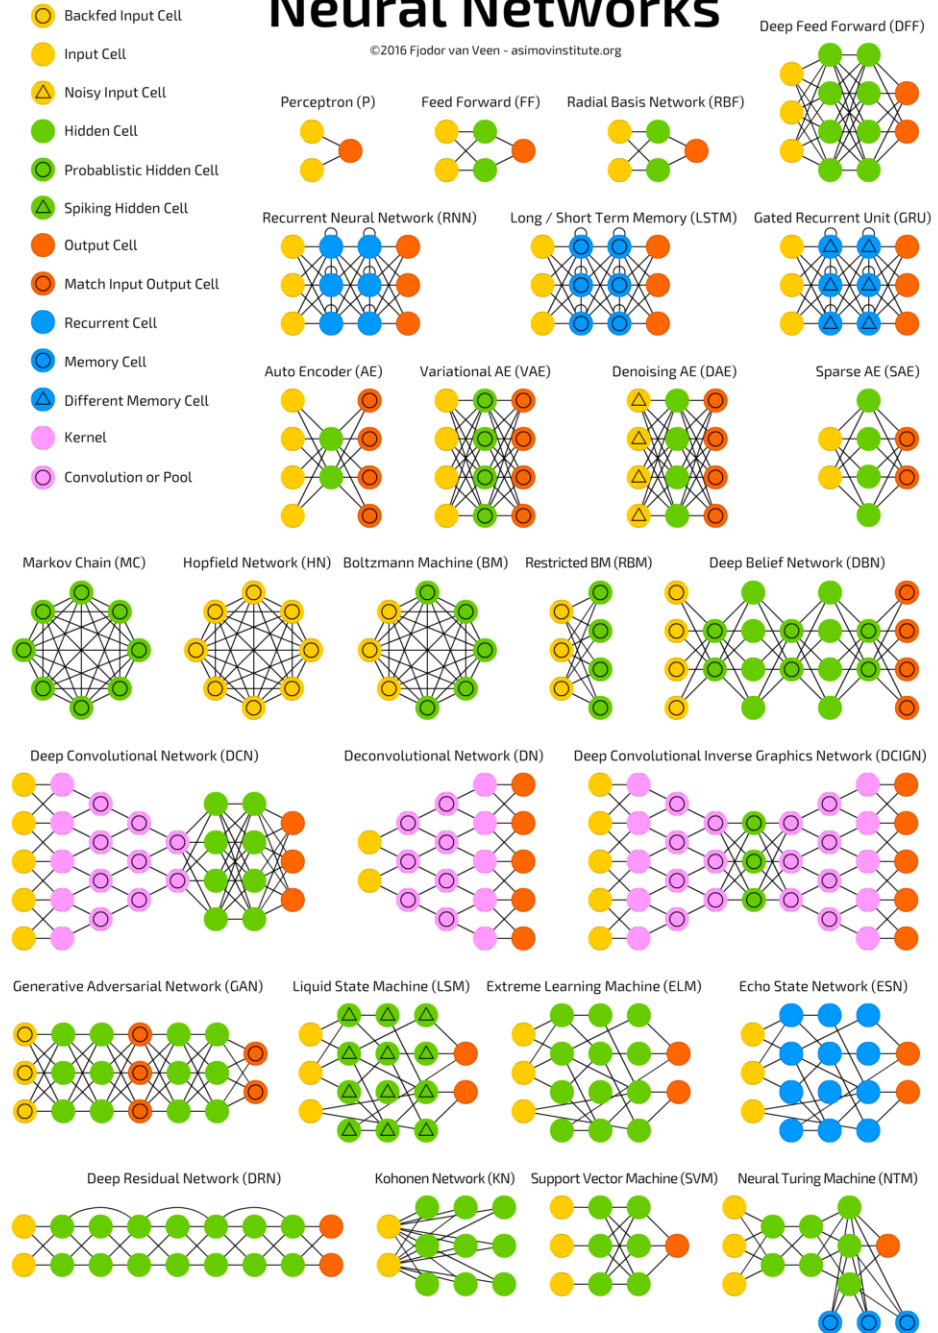 Neural Networks
©2016 Fjodor van Veen - asimovinstitute.org
Backfed Input Cell
Input Cell
Noisy Input Cell
Hidden Cell
Probablistic Hidden Cell
Spiking Hidden Cell
Output Cell
Match Input Output Cell
Recurrent Cell
Memory Cell
Different Memory Cell
Kernel
Convolution or Pool
Deep Feed Forward (DFF)
Perceptron (P)
Feed Forward (FF)
Radial Basis Network (RBF)
Recurrent Neural Network (RNN)
Long / Short Term Memory (LSTM)
Gated Recurrent Unit (GRU)
Auto Encoder (AE)
Variational AE (VAE)
Denoising AE (DAE)
Sparse AE (SAE)
Markov Chain (MC)
Hopfield Network (HN)
Boltzmann Machine (BM)
Restricted BM (RBM)
Deep Belief Network (DBN)
Deep Convolutional Network (DCN)
Deconvolutional Network (DN)
Deep Convolutional Inverse Graphics Network (DCIGN)
Generative Adversarial Network (GAN)
Liquid State Machine (LSM)
Extreme Learning Machine (ELM)
Echo State Network (ESN)
Deep Residual Network (DRN)
Kohonen Network (KN)
Support Vector Machine (SVM)
Neural Turing Machine (NTM)